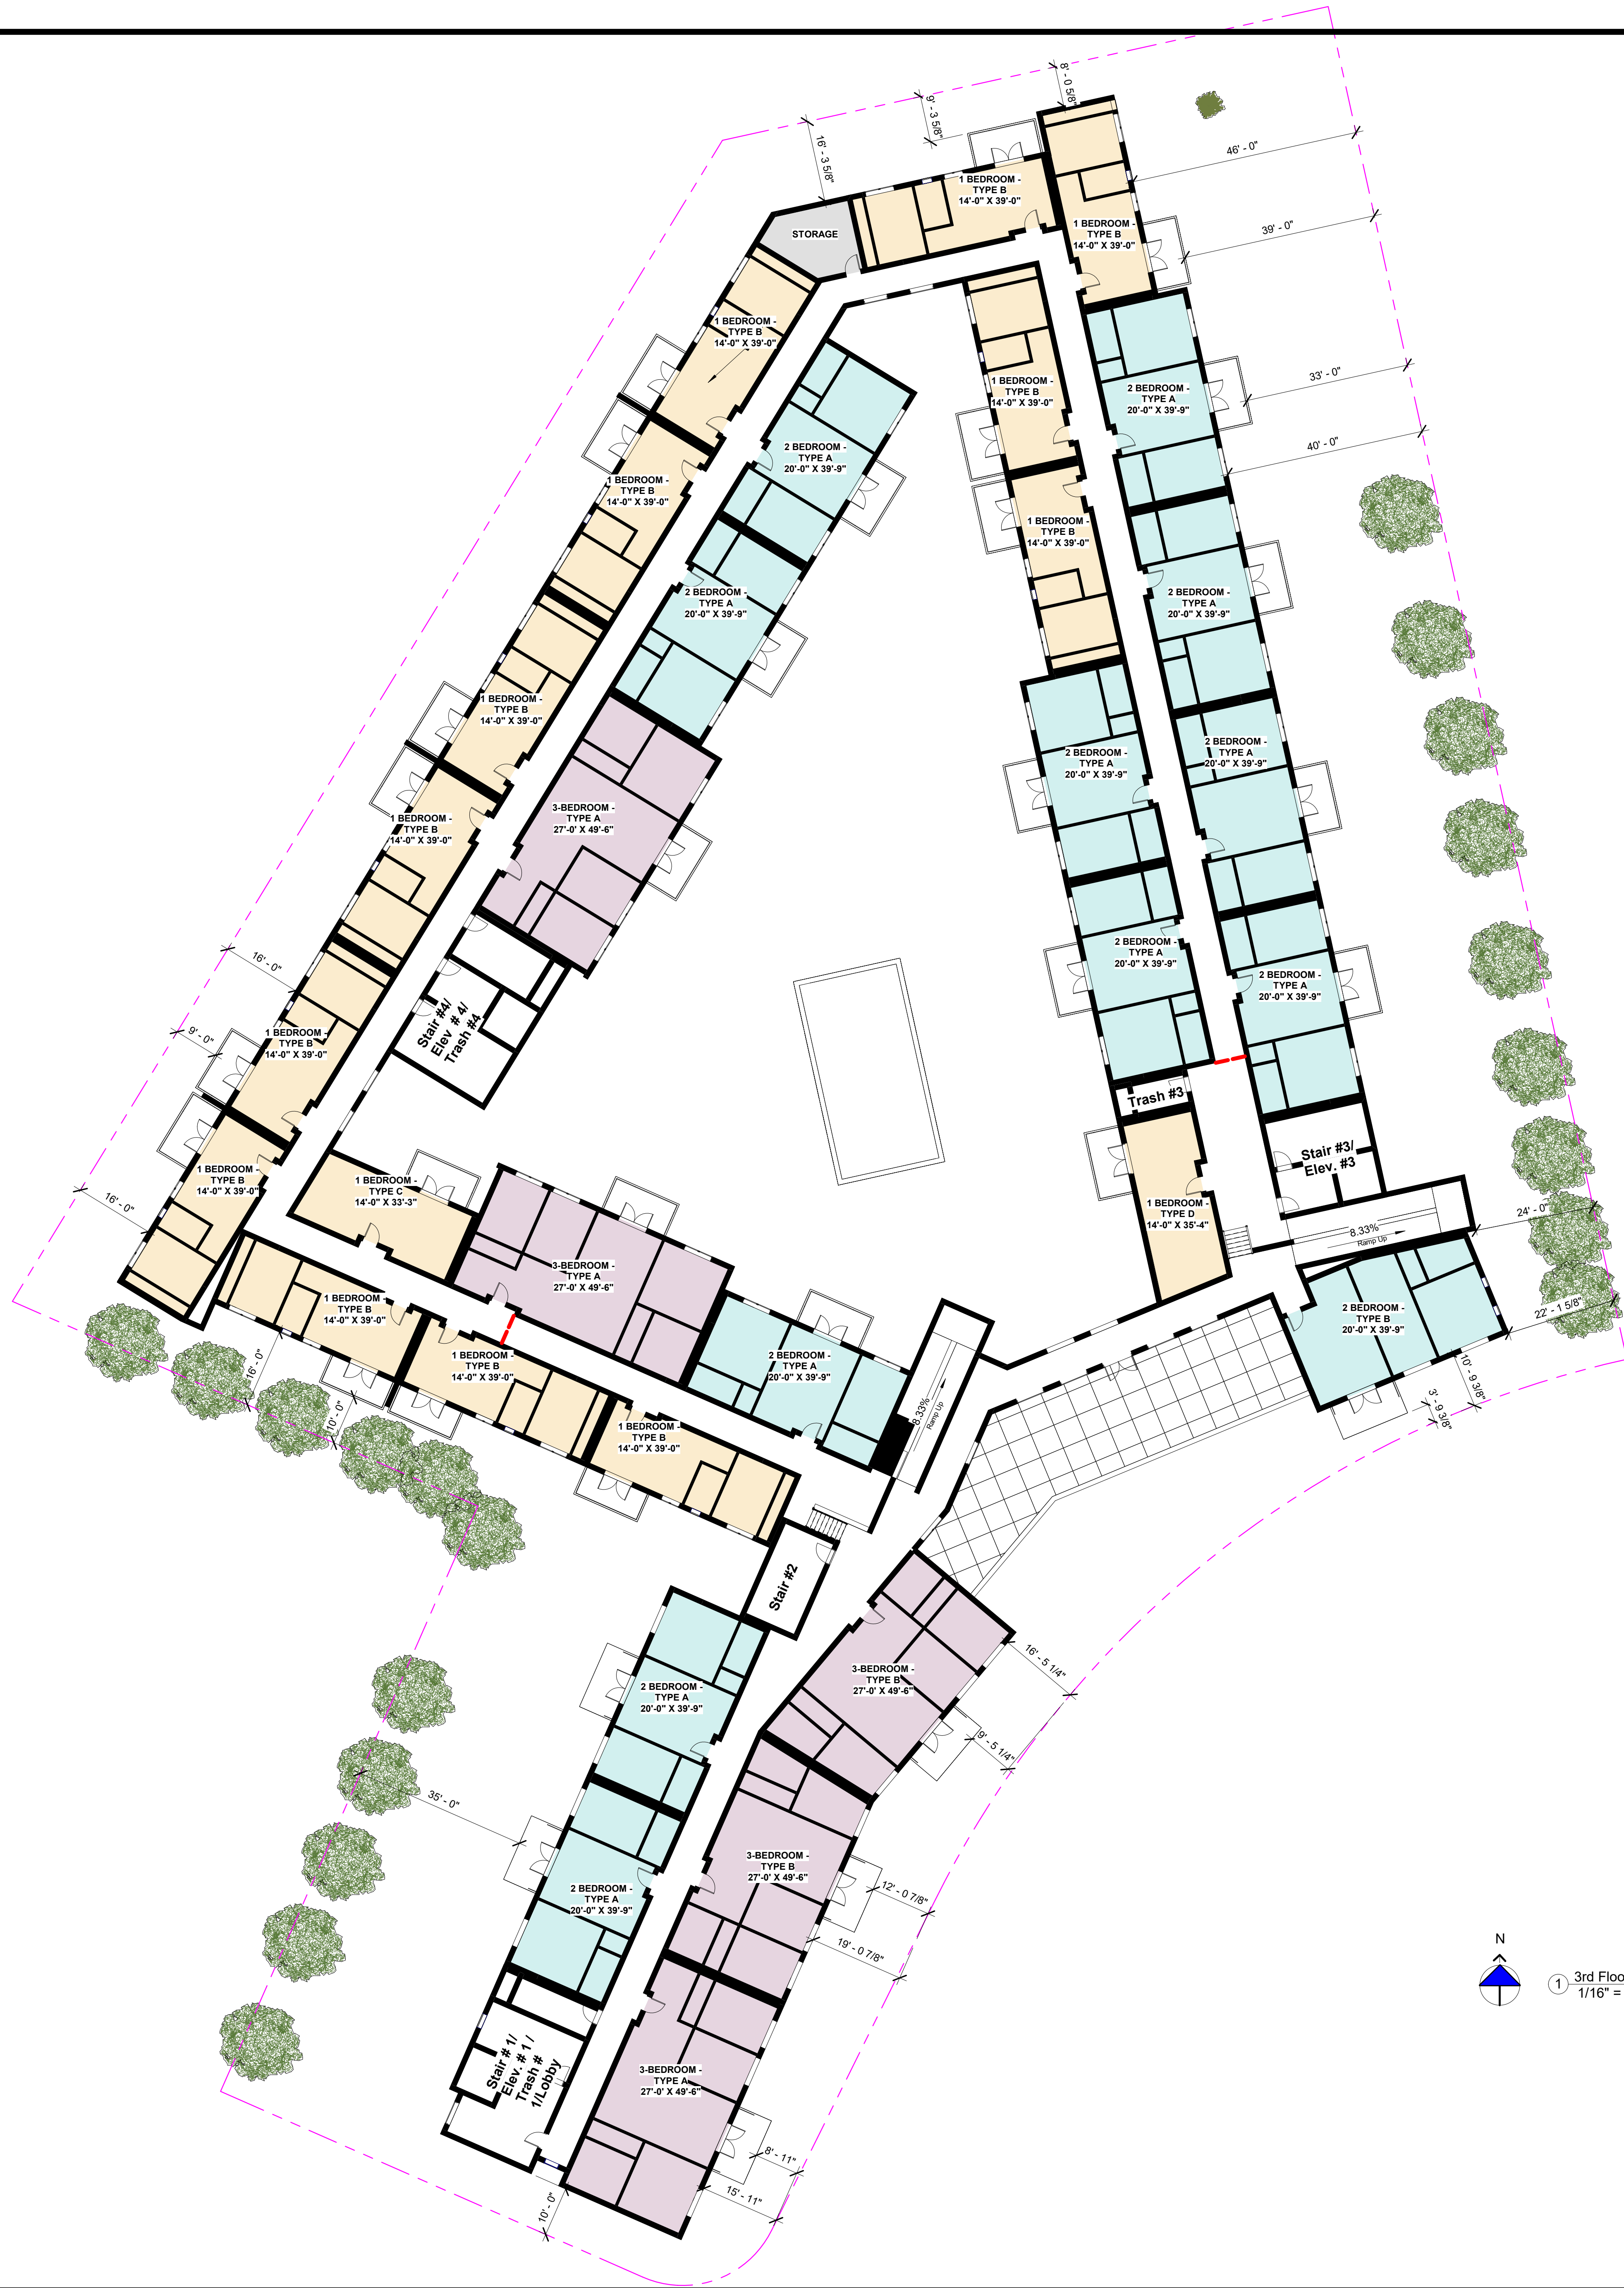 8' - 0 5/8"
9' - 3 5/8"
16' - 3 5/8"
46' - 0"
1 BEDROOM -
TYPE B
14'-0" X 39'-0"
1 BEDROOM -
TYPE B
14'-0" X 39'-0"
STORAGE
39' - 0"
1 BEDROOM -
TYPE B
14'-0" X 39'-0"
33' - 0"
1 BEDROOM -
TYPE B
14'-0" X 39'-0"
2 BEDROOM -
TYPE A
20'-0" X 39'-9"
40' - 0"
2 BEDROOM -
TYPE A
20'-0" X 39'-9"
1 BEDROOM -
TYPE B
14'-0" X 39'-0"
1 BEDROOM -
TYPE B
14'-0" X 39'-0"
2 BEDROOM -
TYPE A
20'-0" X 39'-9"
2 BEDROOM -
TYPE A
20'-0" X 39'-9"
1 BEDROOM -
TYPE B
14'-0" X 39'-0"
2 BEDROOM -
TYPE A
20'-0" X 39'-9"
2 BEDROOM -
TYPE A
20'-0" X 39'-9"
3-BEDROOM -
TYPE A
27'-0' X 49'-6"
1 BEDROOM -
TYPE B
14'-0" X 39'-0"
2 BEDROOM -
TYPE A
20'-0" X 39'-9"
16' - 0"
2 BEDROOM -
TYPE A
20'-0" X 39'-9"
Stair #4/
Elev. # 4/
Trash #4
9' - 0"
1 BEDROOM -
TYPE B
14'-0" X 39'-0"
Trash #3
Stair #3/
Elev. #3
1 BEDROOM -
TYPE B
14'-0" X 39'-0"
1 BEDROOM -
TYPE C
14'-0" X 33'-3"
16' - 0"
1 BEDROOM -
TYPE D
14'-0" X 35'-4"
24' - 0"
8.33%
Ramp Up
3-BEDROOM -
TYPE A
27'-0' X 49'-6"
1 BEDROOM -
TYPE B
14'-0" X 39'-0"
2 BEDROOM -
TYPE B
20'-0" X 39'-9"
22' - 1 5/8"
1 BEDROOM -
TYPE B
14'-0" X 39'-0"
2 BEDROOM -
TYPE A
20'-0" X 39'-9"
16' - 0"
10' - 0"
10' - 9 3/8"
3' - 9 3/8"
8.33%
Ramp Up
1 BEDROOM -
TYPE B
14'-0" X 39'-0"
Stair #2
16' - 5 1/4"
3-BEDROOM -
TYPE B
27'-0' X 49'-6"
2 BEDROOM -
TYPE A
20'-0" X 39'-9"
9' - 5 1/4"
35' - 0"
3-BEDROOM -
TYPE B
27'-0' X 49'-6"
2 BEDROOM -
TYPE A
20'-0" X 39'-9"
12' - 0 7/8"
19' - 0 7/8"
N
1
3rd Floo
1/16" =
Stair # 1/
Elev. # 1 /
Trash #
1/Lobby
3-BEDROOM -
TYPE A
27'-0' X 49'-6"
8' - 11"
15' - 11"
10' - 0"